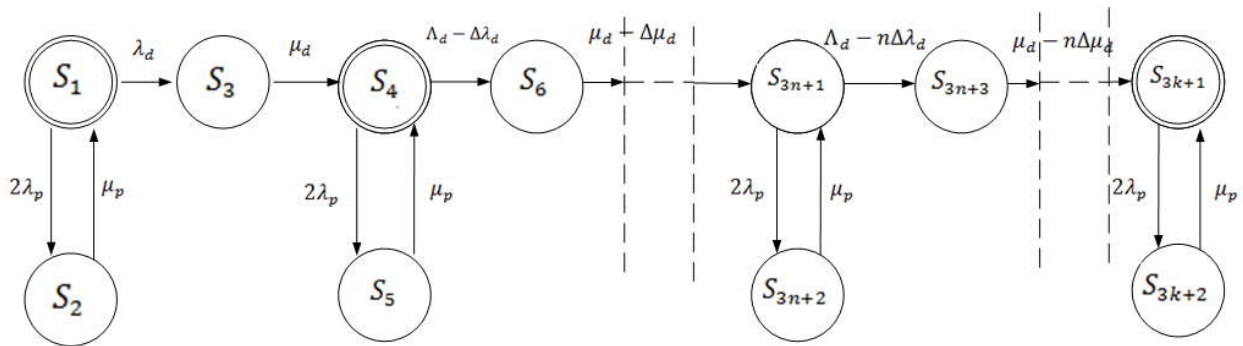 λ_d μ_d Λ_d − Δλ_d μ_d − Δμ_d Λ_d − nΔλ_d μ_d − nΔμ_d
S_1 S_3 S_4 S_6 S_{3n+1} S_{3n+3} S_{3k+1}
2λ_p μ_p 2λ_p μ_p 2λ_p μ_p 2λ_p μ_p
S_2 S_5 S_{3n+2} S_{3k+2}